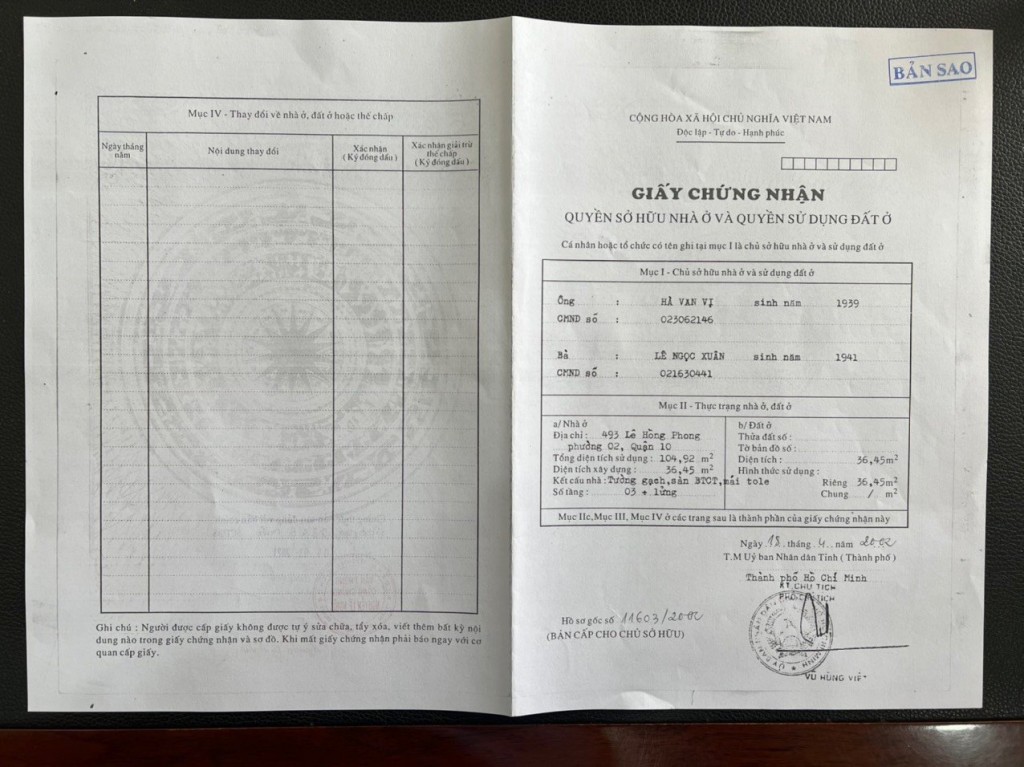 Mục IV - Thay đổi về nhà ở, đất ở hoặc thế chấp
Ngày tháng năm
Nội dung thay đổi
Xác nhận
(Ký đóng dấu)
Xác nhận giải trừ thế chấp
(Ký đóng dấu)
Ghi chú : Người được cấp giấy không được tự ý sửa chữa, tẩy xóa, viết thêm bất kỳ nội
dung nào trong giấy chứng nhận và sơ đồ. Khi mất giấy chứng nhận phải báo ngay với cơ
quan cấp giấy.
BẢN SAO
CỘNG HÒA XÃ HỘI CHỦ NGHĨA VIỆT NAM
Độc lập - Tự do - Hạnh phúc
GIẤY CHỨNG NHẬN
QUYỀN SỞ HỮU NHÀ Ở VÀ QUYỀN SỬ DỤNG ĐẤT Ở
Cá nhân hoặc tổ chức có tên ghi tại mục I là chủ sở hữu nhà ở và sử dụng đất ở
Mục I - Chủ sở hữu nhà ở và sử dụng đất ở
Ông : HÀ VẠN VỊ sinh năm 1939
CMND số : 023062146
Bà : LÊ NGỌC XUÂN sinh năm 1941
CMND số : 021630441
Mục II - Thực trạng nhà ở, đất ở
a/ Nhà ở
Địa chỉ : 493 Lê Hồng Phong
phường 02, Quận 10
Tổng diện tích sử dụng : 104,92 m²
Diện tích xây dựng : 36,45 m²
Kết cấu nhà : Tường gạch,sàn BTCT,mái tole
Số tầng : 03 + lửng
b/ Đất ở
Thửa đất số :
Tờ bản đồ số :
Diện tích : 36,45m²
Hình thức sử dụng :
Riêng 36,45m²
Chung / m²
Mục IIc, Mục III, Mục IV ở các trang sau là thành phần của giấy chứng nhận này
Ngày 18 tháng 4 năm 2002
T.M Uỷ ban Nhân dân Tỉnh ( Thành phố )
Thành phố Hồ Chí Minh
KT.CHỦ TỊCH
PHÓ CHỦ TỊCH
Hồ sơ gốc số 11603/2002
(BẢN CẤP CHO CHỦ SỞ HỮU)
VŨ HÙNG VIỆT